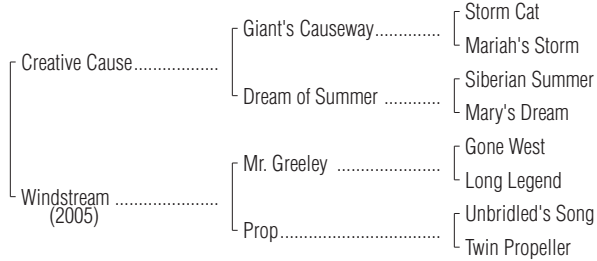 Storm Cat
Giant's Causeway..............
Mariah's Storm
Creative Cause..................
Siberian Summer
Dream of Summer ............
Mary's Dream
Gone West
Mr. Greeley ......................
Long Legend
Windstream ......................
(2005)
Unbridled's Song
Prop.................................
Twin Propeller